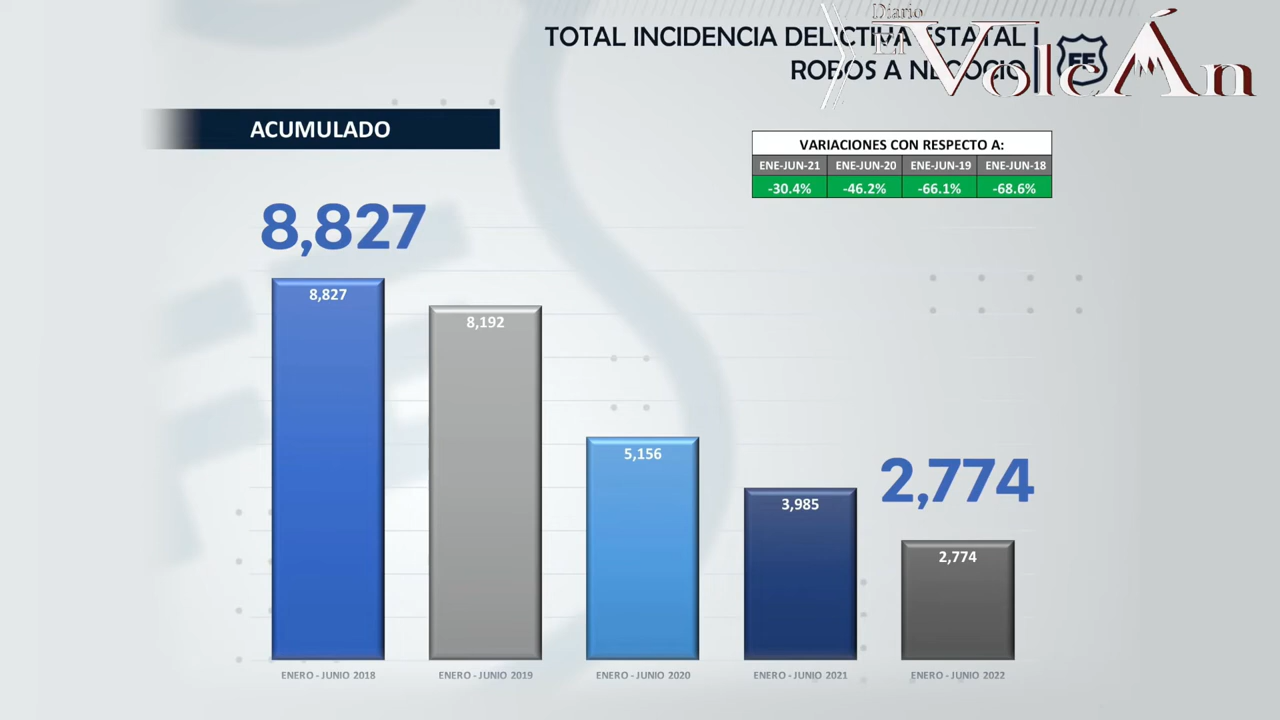 TOTAL INCIDENCIA DELICTIVA ESTATAL
ROBOS A NEGOCIO
FE
Diario
El Volcán
ACUMULADO
VARIACIONES CON RESPECTO A:
ENE-JUN-21 ENE-JUN-20 ENE-JUN-19 ENE-JUN-18
-30.4% -46.2% -66.1% -68.6%
8,827
8,827
8,192
5,156
3,985
2,774
2,774
ENERO - JUNIO 2018 ENERO - JUNIO 2019 ENERO - JUNIO 2020 ENERO - JUNIO 2021 ENERO - JUNIO 2022